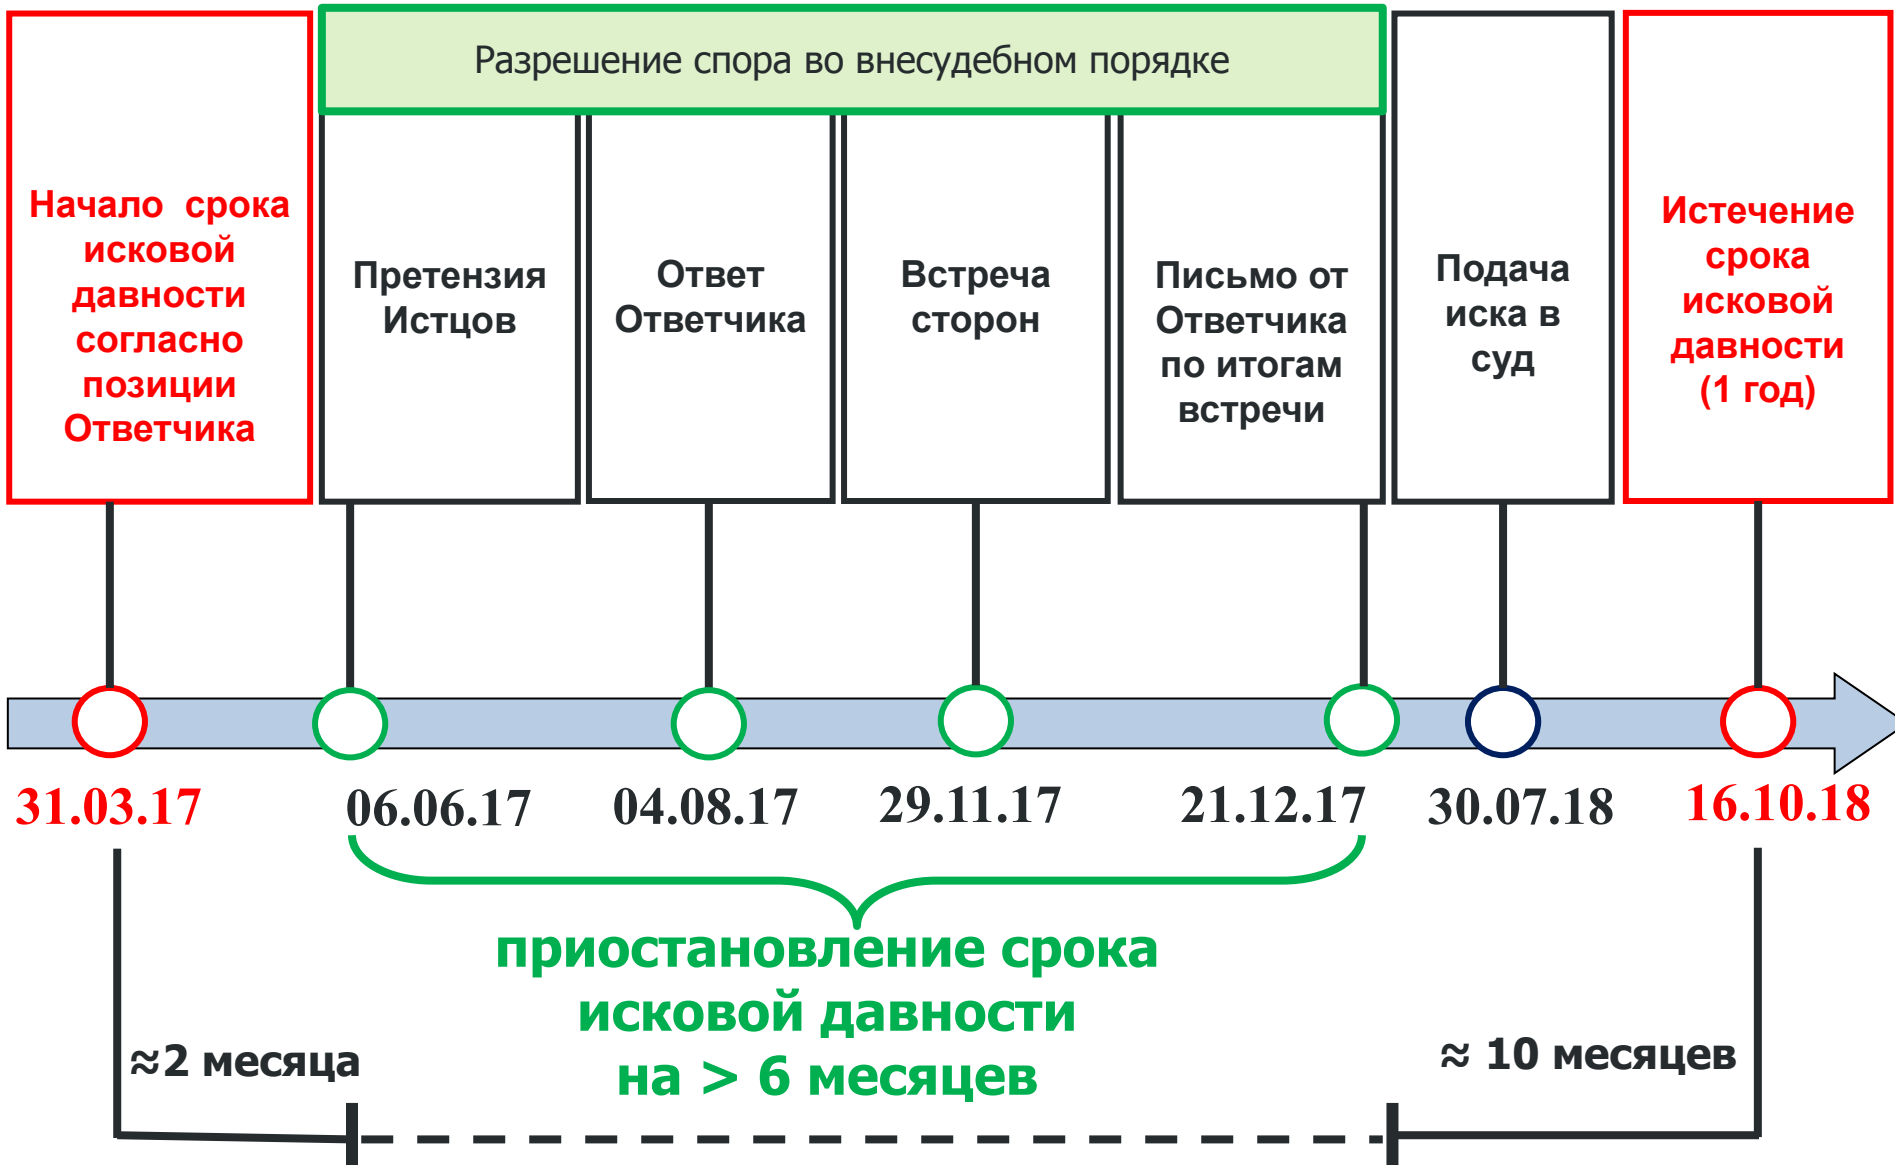 Разрешение спора во внесудебном порядке
Начало срока
исковой
давности
согласно
позиции
Ответчика
Претензия
Истцов
Ответ
Ответчика
Встреча
сторон
Письмо от
Ответчика
по итогам
встречи
Подача
иска в
суд
Истечение
срока
исковой
давности
(1 год)
31.03.17
06.06.17
04.08.17
29.11.17
21.12.17
30.07.18
16.10.18
приостановление срока
исковой давности
на > 6 месяцев
≈2 месяца
≈ 10 месяцев